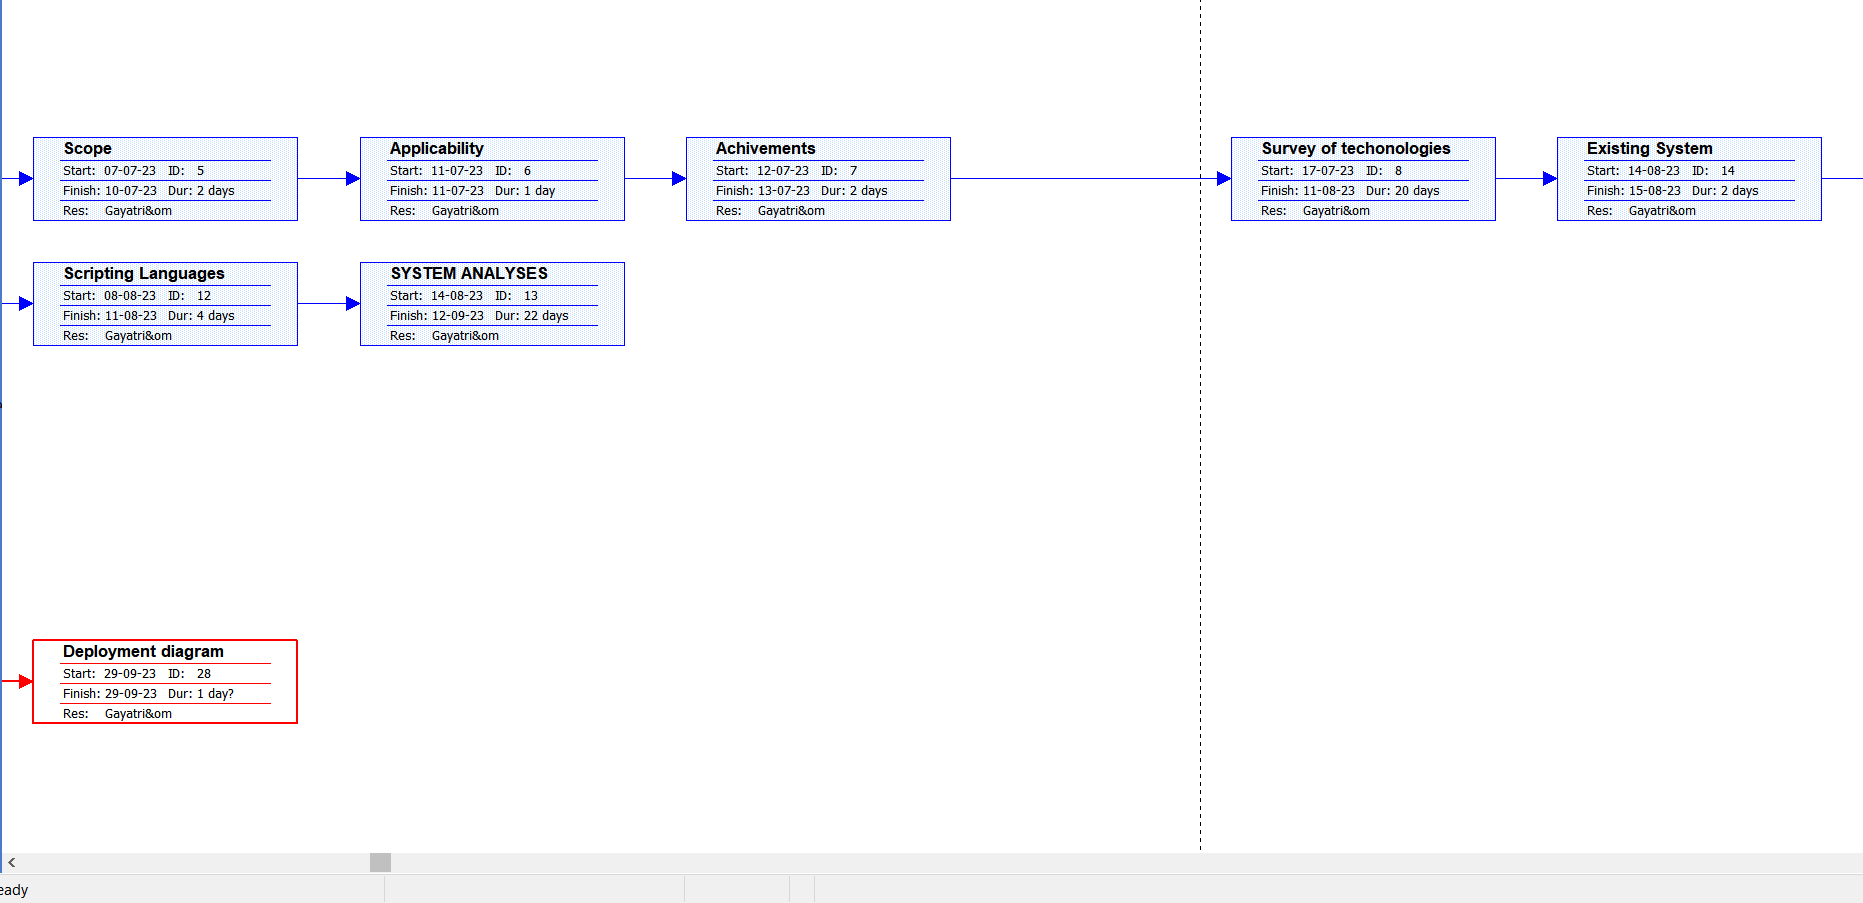 Scope
Start: 07-07-23 ID: 5
Finish: 10-07-23 Dur: 2 days
Res: Gayatri&om
Applicability
Start: 11-07-23 ID: 6
Finish: 11-07-23 Dur: 1 day
Res: Gayatri&om
Achivements
Start: 12-07-23 ID: 7
Finish: 13-07-23 Dur: 2 days
Res: Gayatri&om
Survey of techonologies
Start: 17-07-23 ID: 8
Finish: 11-08-23 Dur: 20 days
Res: Gayatri&om
Existing System
Start: 14-08-23 ID: 14
Finish: 15-08-23 Dur: 2 days
Res: Gayatri&om
Scripting Languages
Start: 08-08-23 ID: 12
Finish: 11-08-23 Dur: 4 days
Res: Gayatri&om
SYSTEM ANALYSES
Start: 14-08-23 ID: 13
Finish: 12-09-23 Dur: 22 days
Res: Gayatri&om
Deployment diagram
Start: 29-09-23 ID: 28
Finish: 29-09-23 Dur: 1 day?
Res: Gayatri&om
eady